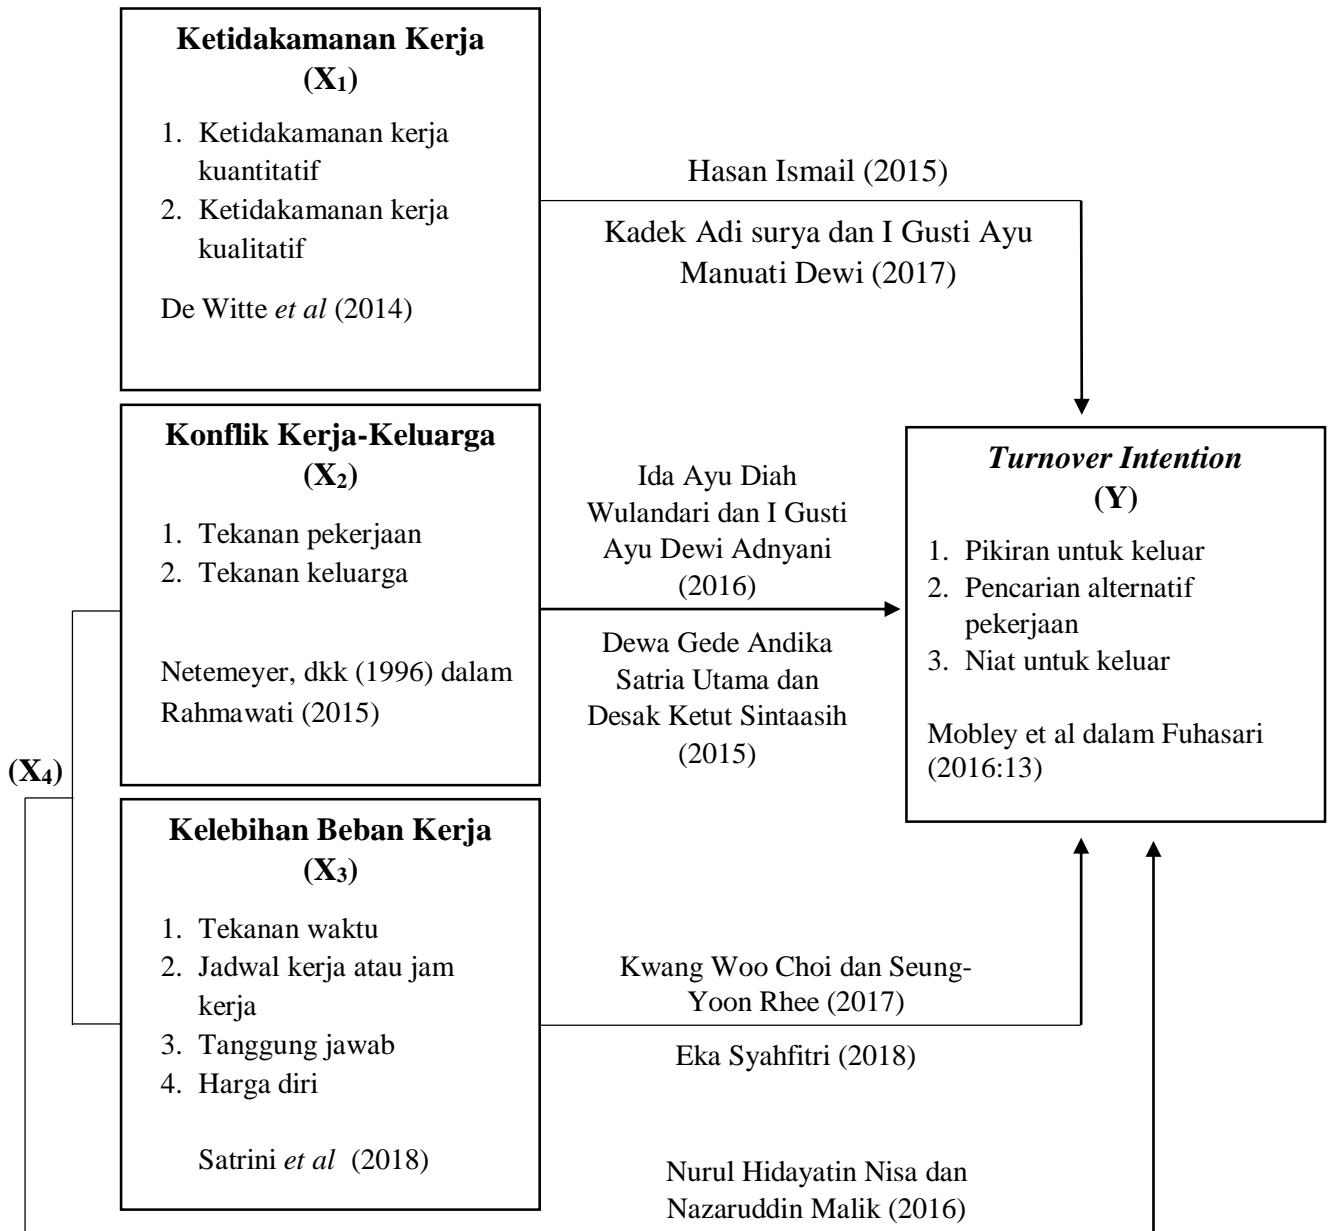 Ketidakamanan Kerja
(X₁)
1. Ketidakamanan kerja
kuantitatif
2. Ketidakamanan kerja
kualitatif
De Witte et al (2014)
Hasan Ismail (2015)
Kadek Adi surya dan I Gusti Ayu
Manuati Dewi (2017)
Konflik Kerja-Keluarga
(X₂)
1. Tekanan pekerjaan
2. Tekanan keluarga
Netemeyer, dkk (1996) dalam
Rahmawati (2015)
Ida Ayu Diah
Wulandari dan I Gusti
Ayu Dewi Adnyani
(2016)
Dewa Gede Andika
Satria Utama dan
Desak Ketut Sintaasih
(2015)
Turnover Intention
(Y)
1. Pikiran untuk keluar
2. Pencarian alternatif
pekerjaan
3. Niat untuk keluar
Mobley et al dalam Fuhasari
(2016:13)
(X₄)
Kelebihan Beban Kerja
(X₃)
1. Tekanan waktu
2. Jadwal kerja atau jam
kerja
3. Tanggung jawab
4. Harga diri
Satrini et al (2018)
Kwang Woo Choi dan Seung-
Yoon Rhee (2017)
Eka Syahfitri (2018)
Nurul Hidayatin Nisa dan
Nazaruddin Malik (2016)